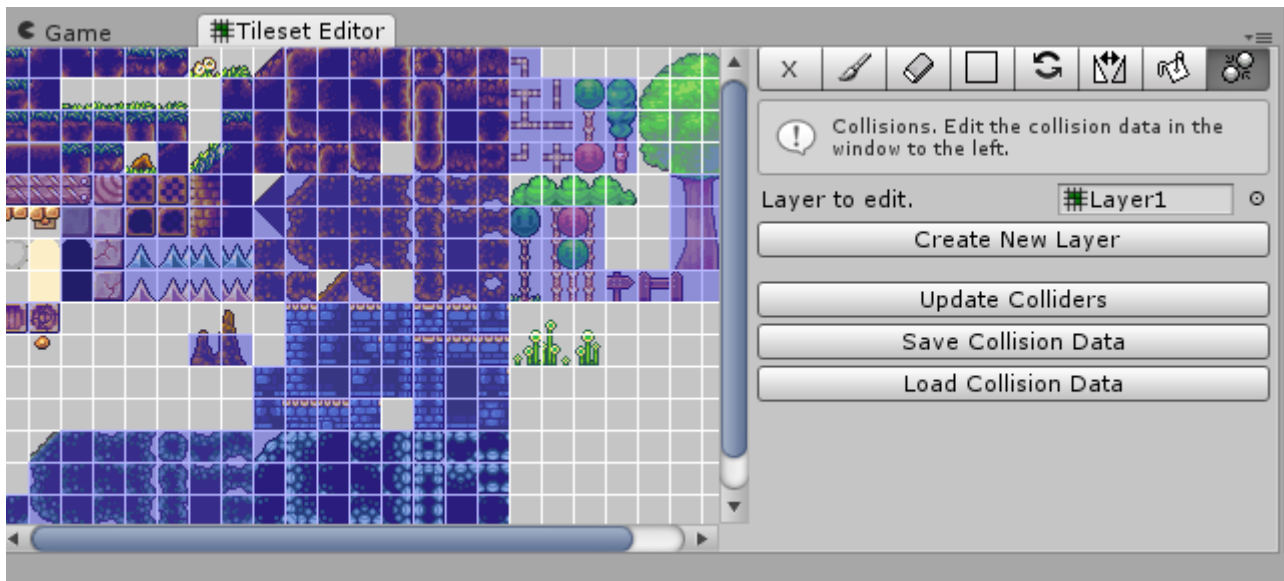 Game
Tileset Editor
X
Collisions. Edit the collision data in the
window to the left.
Layer to edit.
Layer1
Create New Layer
Update Colliders
Save Collision Data
Load Collision Data